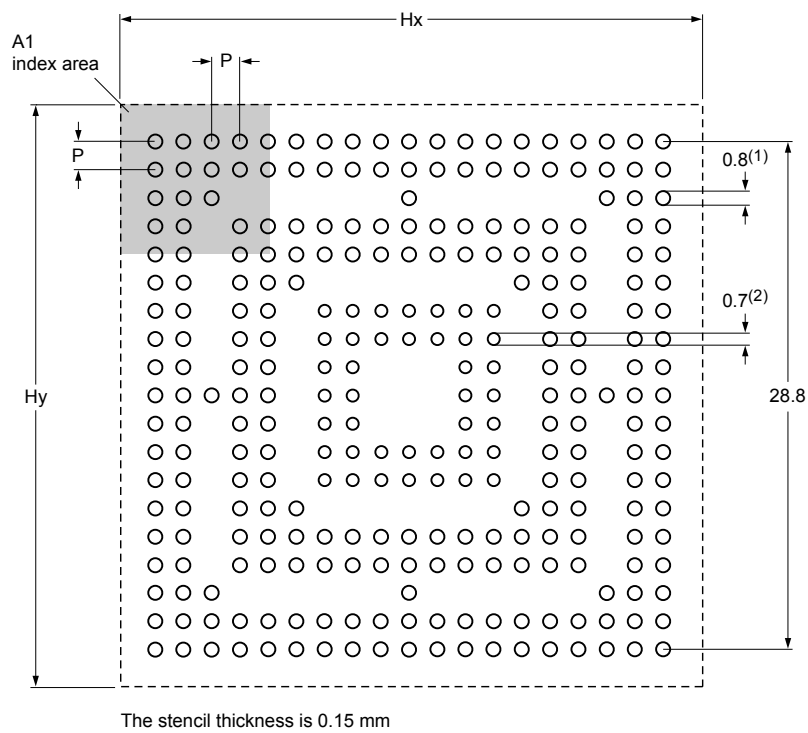 Hx
A1
index area
P
P
0.8(1)
0.7(2)
Hy
28.8
The stencil thickness is 0.15 mm